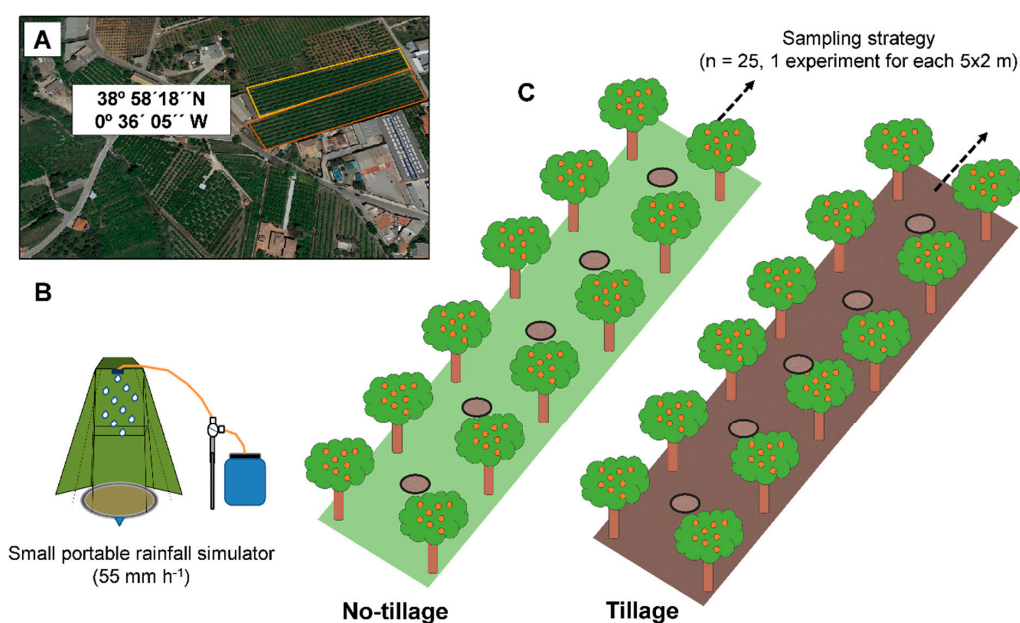 A
38º 58´18´´N
0º 36´ 05´´ W
Sampling strategy
(n = 25, 1 experiment for each 5x2 m)
C
B
Small portable rainfall simulator
(55 mm h⁻¹)
No-tillage
Tillage